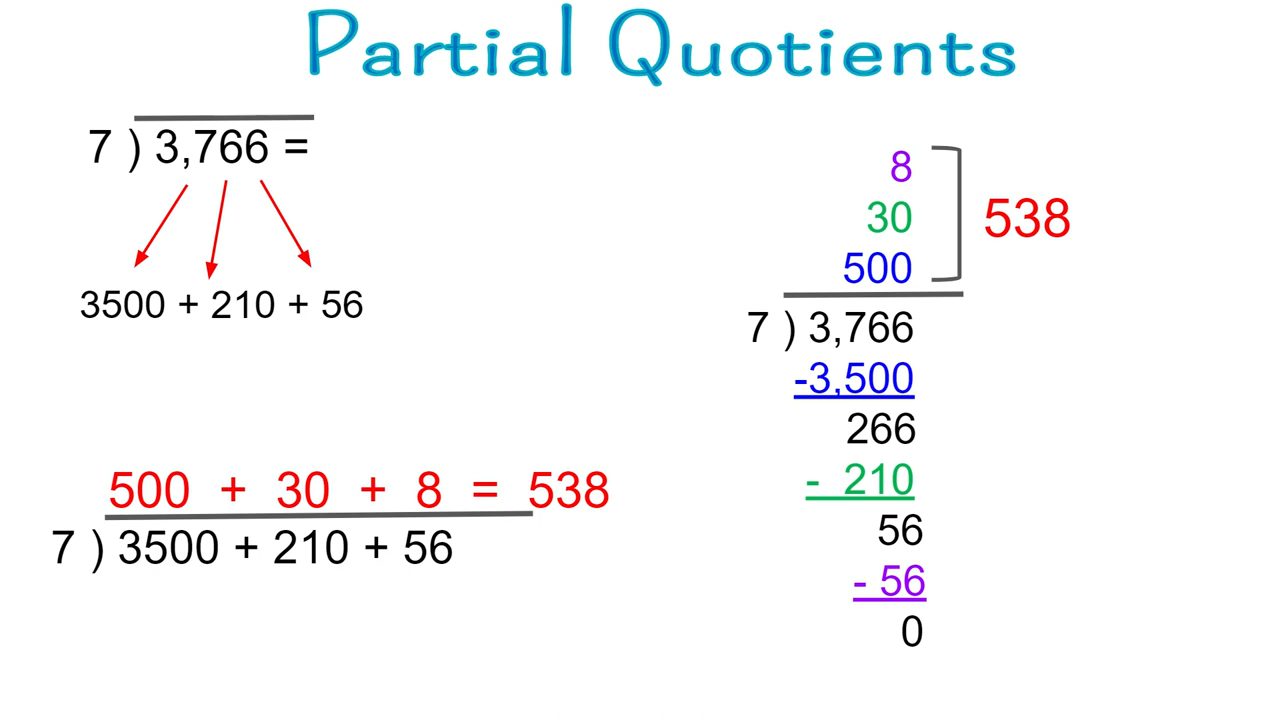 Partial Quotients
7 ) 3,766 =
3500 + 210 + 56
500 + 30 + 8 = 538
7 ) 3500 + 210 + 56
8
30
538
500
7 ) 3,766
-3,500
266
- 210
56
- 56
0